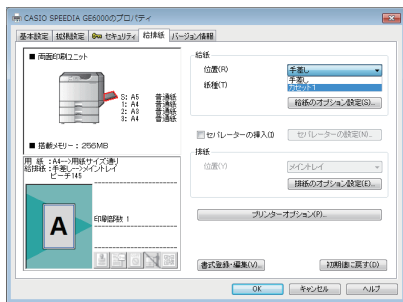 CASIO SPEEDIA GE6000のプロパティ
基本設定 拡張設定 セキュリティ 給排紙 バージョン情報
■ 両面印刷ユニット
S: A5 普通紙
1: A4 普通紙
2: A3 普通紙
3: A4 普通紙
■ 搭載メモリー : 256MB
用 紙 :A4-->用紙サイズ通り
給排紙:手差し-->メイントレイ
ピーチ145
A
印刷部数 1
給紙
位置(R) 手差し
手差し
カセット1
紙種(T)
給紙のオプション設定(S)...
セパレーターの挿入(I) セパレーターの設定(N)...
排紙
位置(Y) メイントレイ
排紙のオプション設定(E)...
プリンターオプション(P)...
書式登録・編集(V)... 初期値に戻す(D)
OK キャンセル ヘルプ